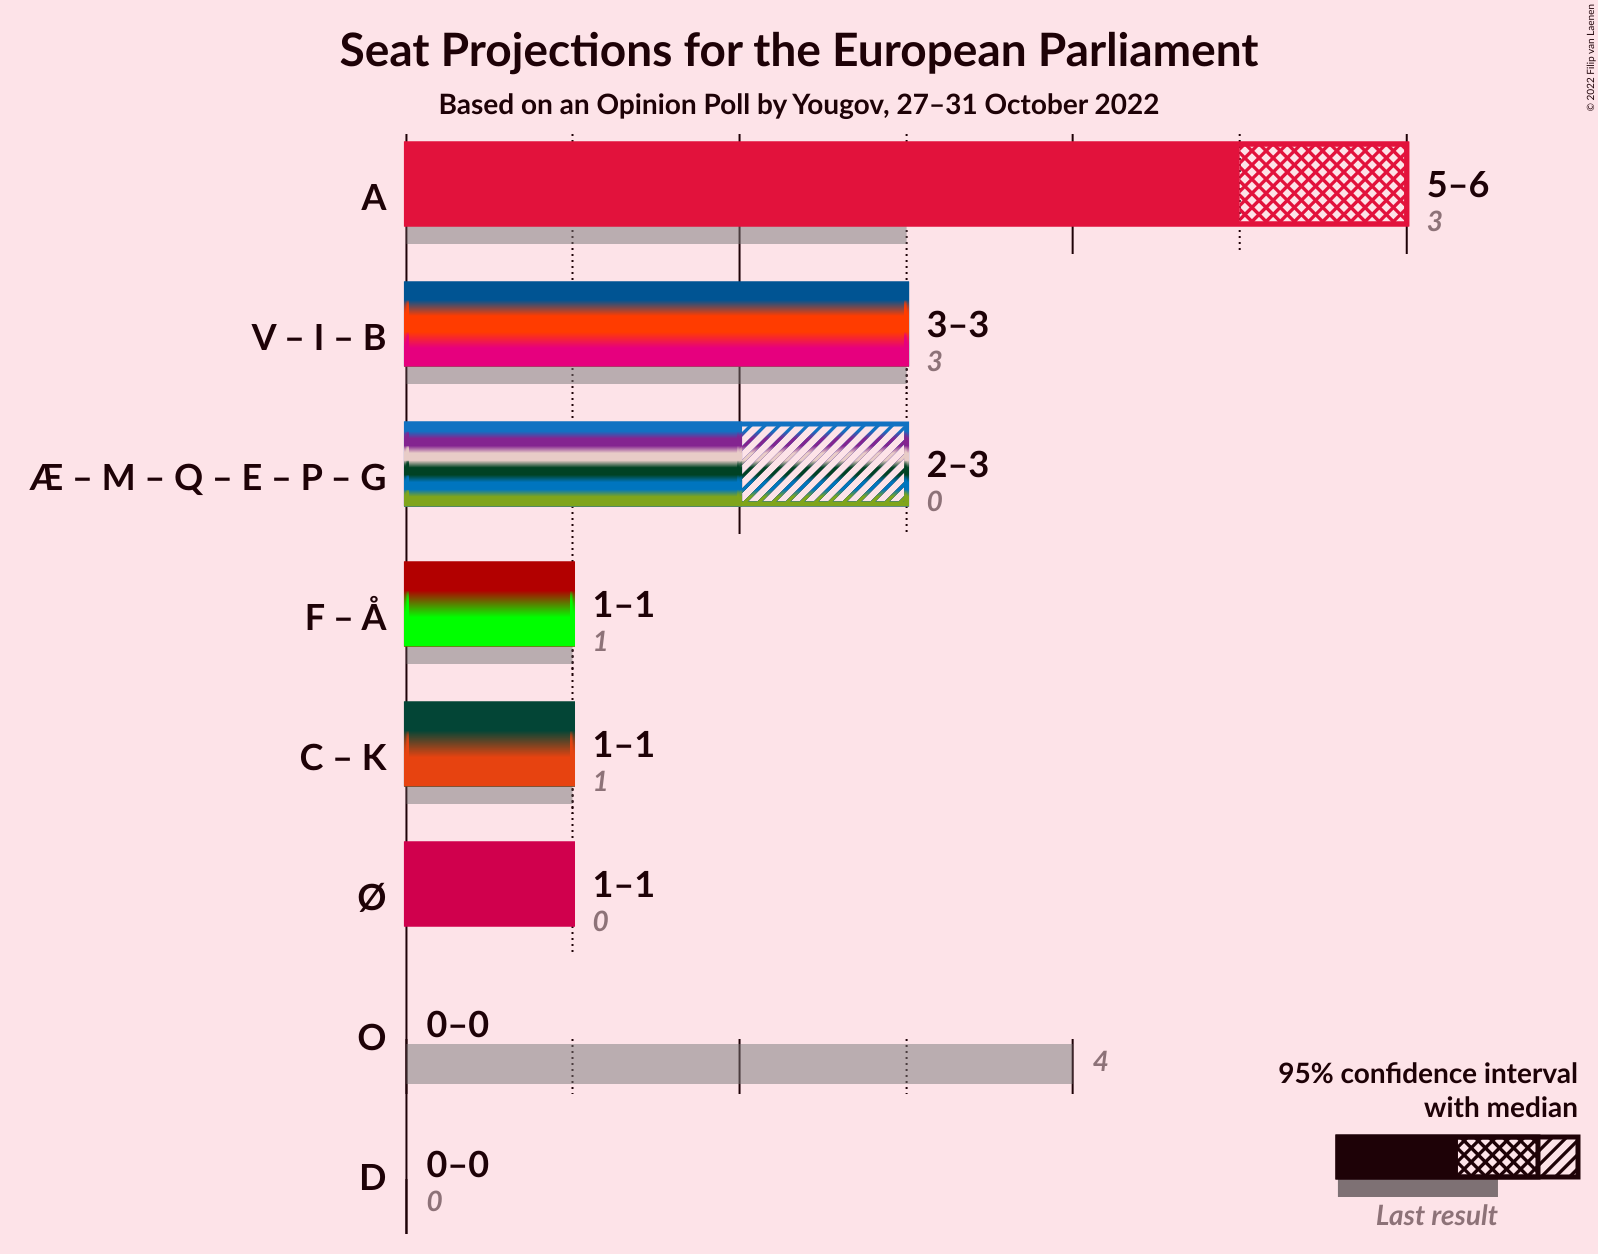 Seat Projections for the European Parliament
Based on an Opinion Poll by Yougov, 27–31 October 2022
© 2022 Filip van Laenen
A
5–6
3
V – I – B
3–3
3
Æ – M – Q – E – P – G
2–3
0
F – Å
1–1
1
C – K
1–1
1
Ø
1–1
0
O
0–0
4
D
0–0
0
95% confidence interval
with median
Last result